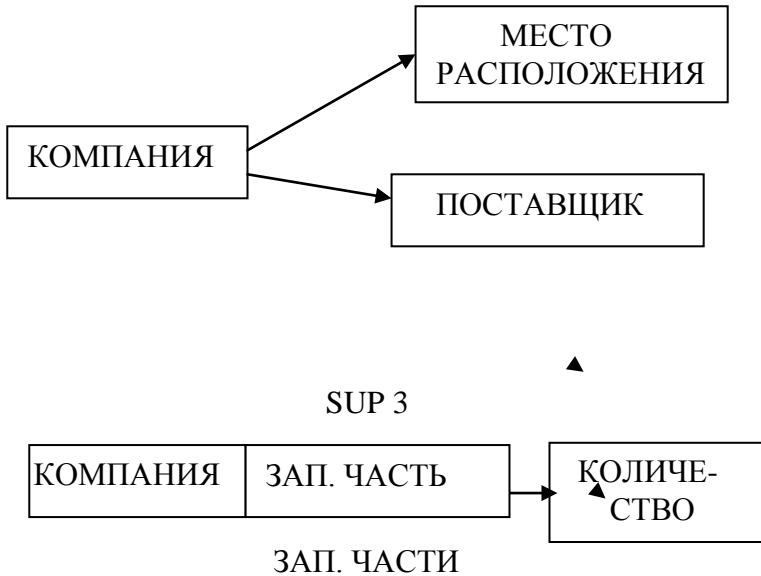 МЕСТО
РАСПОЛОЖЕНИЯ
КОМПАНИЯ
ПОСТАВЩИК
SUP 3
КОМПАНИЯ ЗАП. ЧАСТЬ
КОЛИЧЕ-
СТВО
ЗАП. ЧАСТИ